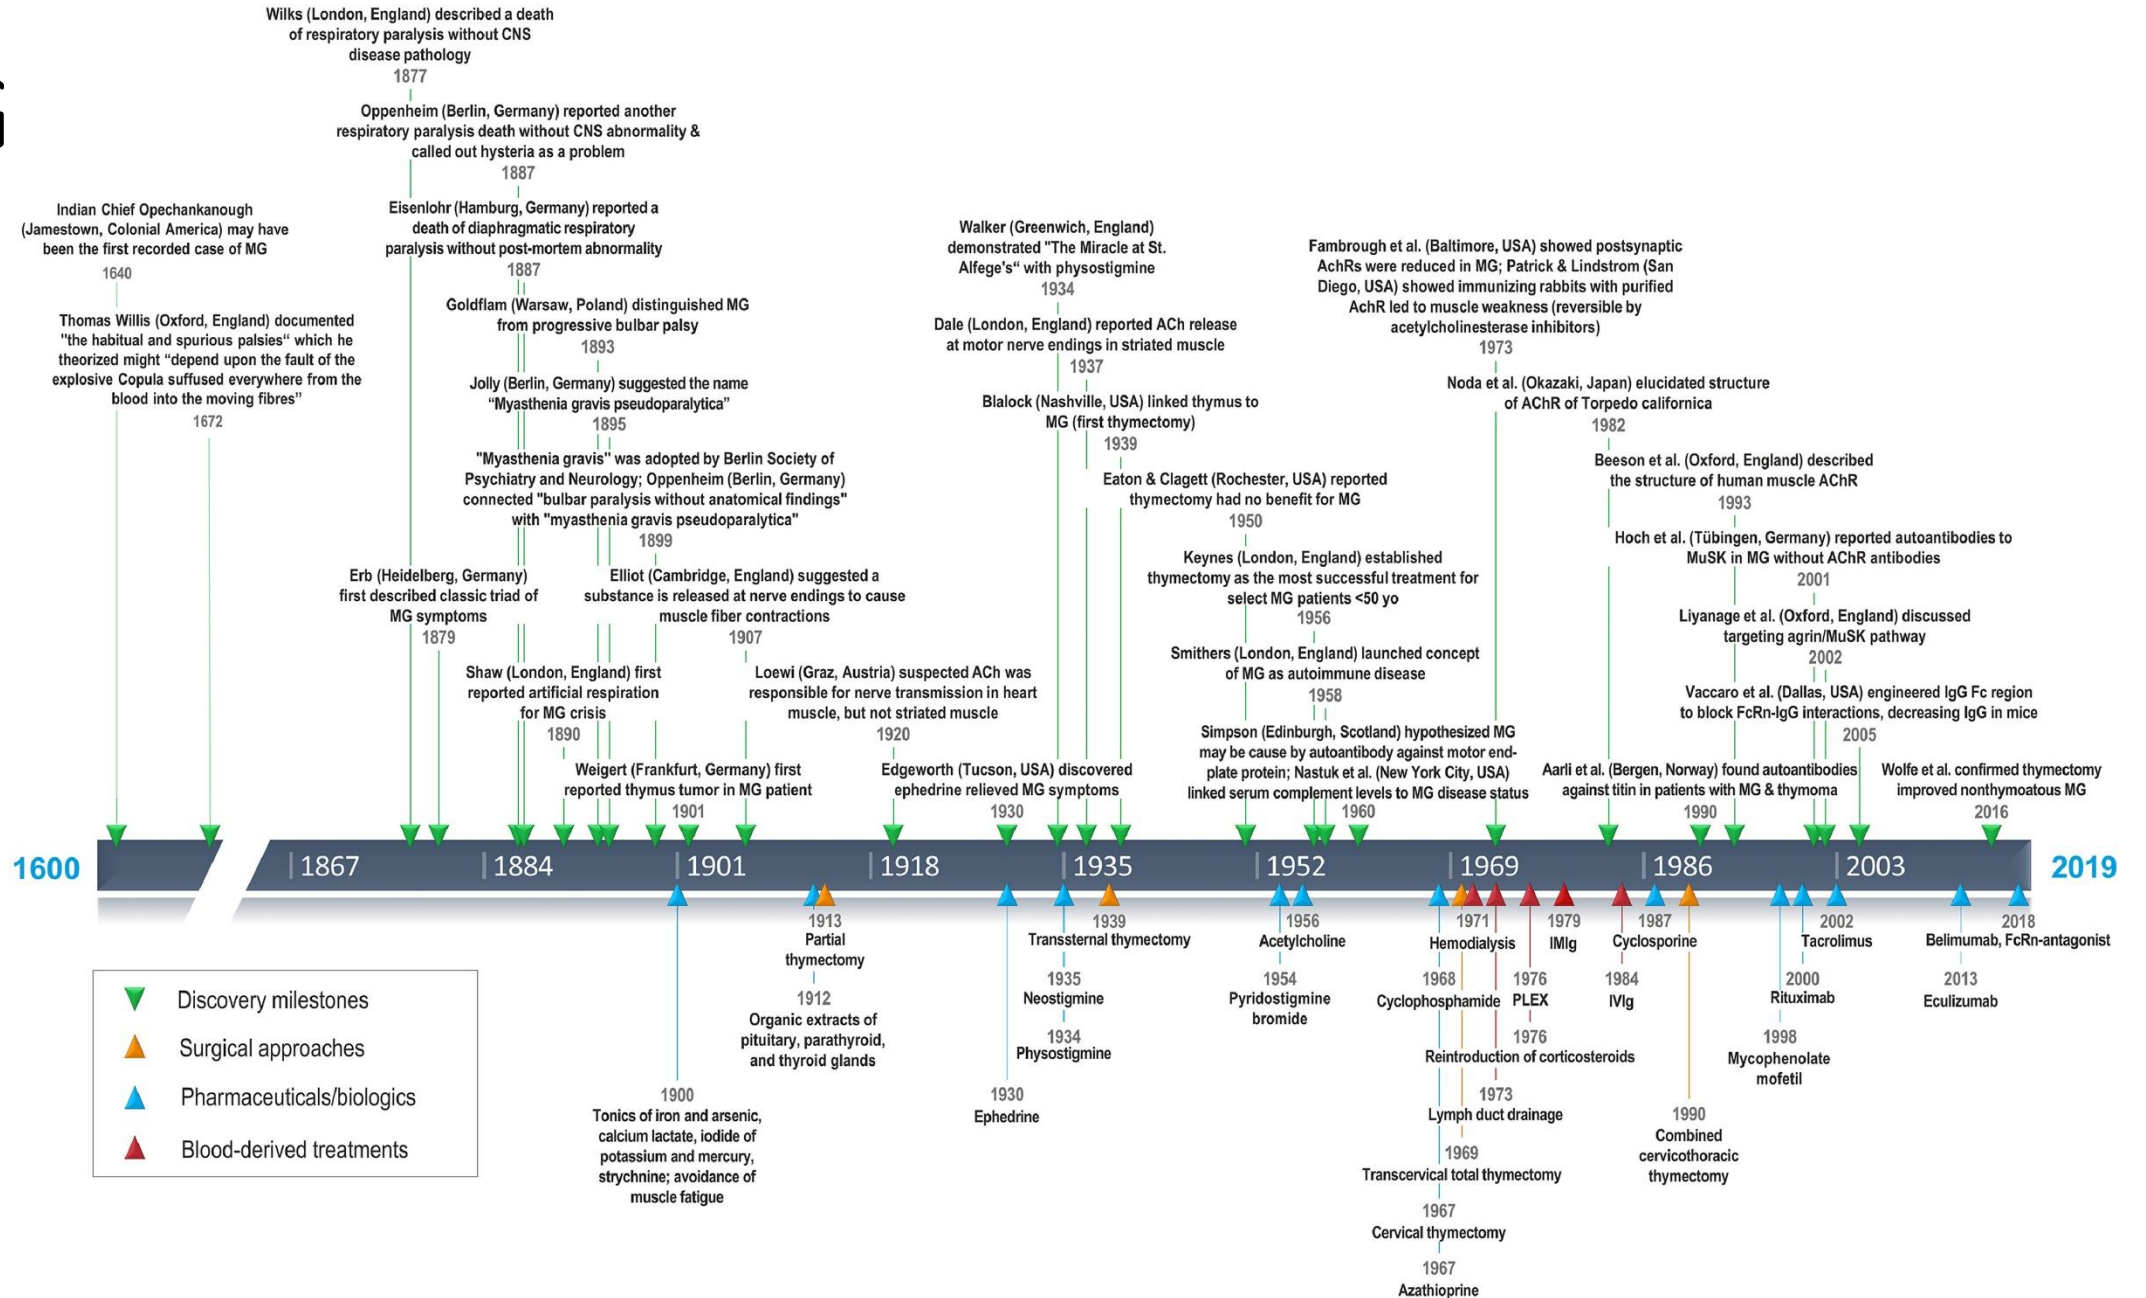 Wilks (London, England) described a death
of respiratory paralysis without CNS
disease pathology
1877
Oppenheim (Berlin, Germany) reported another
respiratory paralysis death without CNS abnormality &
called out hysteria as a problem
1887
Indian Chief Opechankanough
(Jamestown, Colonial America) may have
been the first recorded case of MG
1640
Thomas Willis (Oxford, England) documented
"the habitual and spurious palsies“ which he
theorized might “depend upon the fault of the
explosive Copula suffused everywhere from the
blood into the moving fibres”
1672
Eisenlohr (Hamburg, Germany) reported a
death of diaphragmatic respiratory
paralysis without post-mortem abnormality
1887
Goldflam (Warsaw, Poland) distinguished MG
from progressive bulbar palsy
1893
Jolly (Berlin, Germany) suggested the name
“Myasthenia gravis pseudoparalytica”
1895
"Myasthenia gravis" was adopted by Berlin Society of
Psychiatry and Neurology; Oppenheim (Berlin, Germany)
connected "bulbar paralysis without anatomical findings"
with "myasthenia gravis pseudoparalytica"
1899
Erb (Heidelberg, Germany)
first described classic triad of
MG symptoms
1879
Elliot (Cambridge, England) suggested a
substance is released at nerve endings to cause
muscle fiber contractions
1907
Shaw (London, England) first
reported artificial respiration
for MG crisis
1890
Loewi (Graz, Austria) suspected ACh was
responsible for nerve transmission in heart
muscle, but not striated muscle
1920
Weigert (Frankfurt, Germany) first
reported thymus tumor in MG patient
1901
Edgeworth (Tucson, USA) discovered
ephedrine relieved MG symptoms
1930
Walker (Greenwich, England)
demonstrated "The Miracle at St.
Alfege's“ with physostigmine
1934
Dale (London, England) reported ACh release
at motor nerve endings in striated muscle
1937
Blalock (Nashville, USA) linked thymus to
MG (first thymectomy)
1939
Eaton & Clagett (Rochester, USA) reported
thymectomy had no benefit for MG
1950
Keynes (London, England) established
thymectomy as the most successful treatment for
select MG patients <50 yo
1956
Smithers (London, England) launched concept
of MG as autoimmune disease
1958
Simpson (Edinburgh, Scotland) hypothesized MG
may be cause by autoantibody against motor end-
plate protein; Nastuk et al. (New York City, USA)
linked serum complement levels to MG disease status
1960
Fambrough et al. (Baltimore, USA) showed postsynaptic
AchRs were reduced in MG; Patrick & Lindstrom (San
Diego, USA) showed immunizing rabbits with purified
AchR led to muscle weakness (reversible by
acetylcholinesterase inhibitors)
1973
Noda et al. (Okazaki, Japan) elucidated structure
of AChR of Torpedo californica
1982
Beeson et al. (Oxford, England) described
the structure of human muscle AChR
1993
Hoch et al. (Tübingen, Germany) reported autoantibodies to
MuSK in MG without AChR antibodies
2001
Liyanage et al. (Oxford, England) discussed
targeting agrin/MuSK pathway
2002
Vaccaro et al. (Dallas, USA) engineered IgG Fc region
to block FcRn-IgG interactions, decreasing IgG in mice
2005
Aarli et al. (Bergen, Norway) found autoantibodies
against titin in patients with MG & thymoma
1990
Wolfe et al. confirmed thymectomy
improved nonthymoatous MG
2016
1600 1867 1884 1901 1918 1935 1952 1969 1986 2003 2019
1913
Partial
thymectomy
1912
Organic extracts of
pituitary, parathyroid,
and thyroid glands
1900
Tonics of iron and arsenic,
calcium lactate, iodide of
potassium and mercury,
strychnine; avoidance of
muscle fatigue
1939
Transsternal thymectomy
1935
Neostigmine
1934
Physostigmine
1930
Ephedrine
1956
Acetylcholine
1954
Pyridostigmine
bromide
1971
Hemodialysis
1968
Cyclophosphamide
1979
IMIg
1976
PLEX
1976
Reintroduction of corticosteroids
1973
Lymph duct drainage
1969
Transcervical total thymectomy
1967
Cervical thymectomy
1967
Azathioprine
1987
Cyclosporine
1984
IVIg
1990
Combined
cervicothoracic
thymectomy
2002
Tacrolimus
2000
Rituximab
1998
Mycophenolate
mofetil
2018
Belimumab, FcRn-antagonist
2013
Eculizumab
Discovery milestones
Surgical approaches
Pharmaceuticals/biologics
Blood-derived treatments